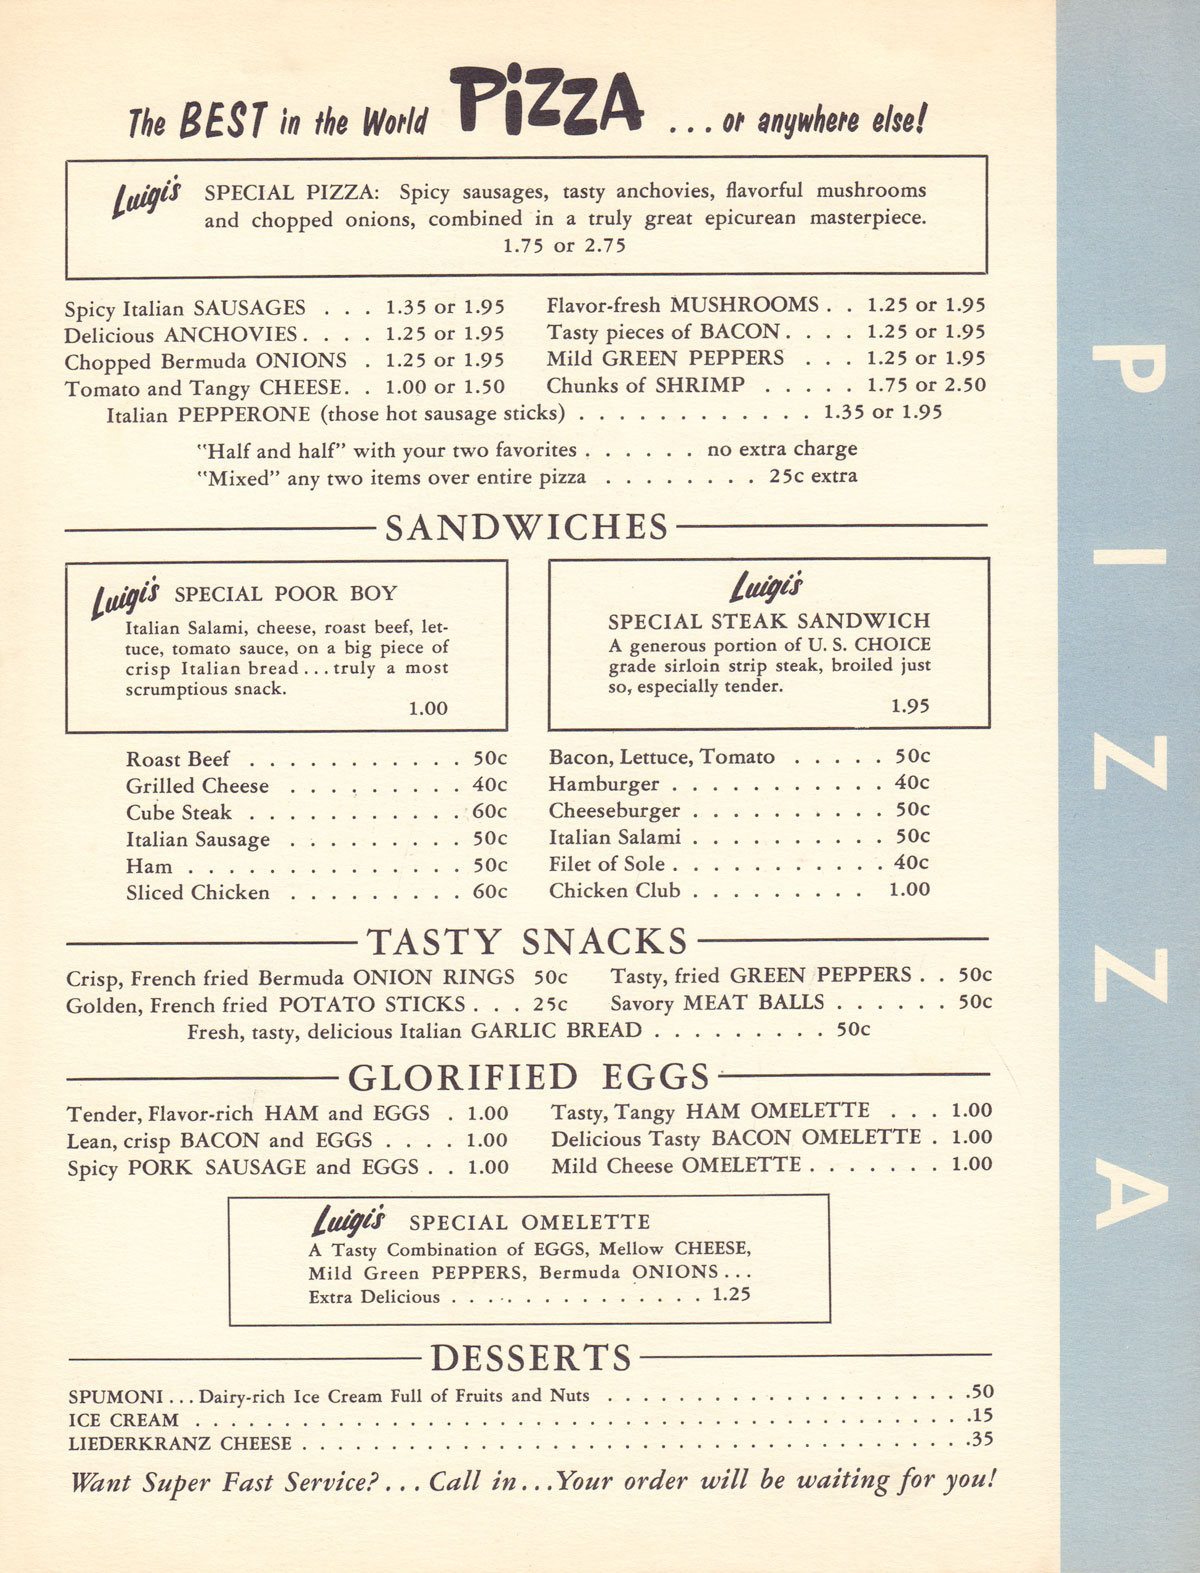 The BEST in the World PiZZA ...or anywhere else!
Luigi's SPECIAL PIZZA: Spicy sausages, tasty anchovies, flavorful mushrooms
and chopped onions, combined in a truly great epicurean masterpiece.
1.75 or 2.75
Spicy Italian SAUSAGES . . . 1.35 or 1.95
Delicious ANCHOVIES . . . . 1.25 or 1.95
Chopped Bermuda ONIONS . 1.25 or 1.95
Tomato and Tangy CHEESE . . 1.00 or 1.50
Flavor-fresh MUSHROOMS . . 1.25 or 1.95
Tasty pieces of BACON . . . . 1.25 or 1.95
Mild GREEN PEPPERS . . . 1.25 or 1.95
Chunks of SHRIMP . . . . . 1.75 or 2.50
Italian PEPPERONE (those hot sausage sticks) . . . . . . . . . . . . 1.35 or 1.95
"Half and half" with your two favorites . . . . . . no extra charge
"Mixed" any two items over entire pizza . . . . . . . . 25c extra
SANDWICHES
Luigi's SPECIAL POOR BOY
Italian Salami, cheese, roast beef, let-
tuce, tomato sauce, on a big piece of
crisp Italian bread...truly a most
scrumptious snack.
1.00
Luigi's
SPECIAL STEAK SANDWICH
A generous portion of U. S. CHOICE
grade sirloin strip steak, broiled just
so, especially tender.
1.95
Roast Beef . . . . . . . . . . . 50c
Grilled Cheese . . . . . . . . . 40c
Cube Steak . . . . . . . . . . . 60c
Italian Sausage . . . . . . . . . 50c
Ham . . . . . . . . . . . . . . 50c
Sliced Chicken . . . . . . . . . 60c
Bacon, Lettuce, Tomato . . . . . 50c
Hamburger . . . . . . . . . . 40c
Cheeseburger . . . . . . . . . 50c
Italian Salami . . . . . . . . . 50c
Filet of Sole . . . . . . . . . . 40c
Chicken Club . . . . . . . . . 1.00
TASTY SNACKS
Crisp, French fried Bermuda ONION RINGS 50c
Golden, French fried POTATO STICKS . . . 25c
Tasty, fried GREEN PEPPERS . . 50c
Savory MEAT BALLS . . . . . . 50c
Fresh, tasty, delicious Italian GARLIC BREAD . . . . . . . . . 50c
GLORIFIED EGGS
Tender, Flavor-rich HAM and EGGS . 1.00
Lean, crisp BACON and EGGS . . . . 1.00
Spicy PORK SAUSAGE and EGGS . . 1.00
Tasty, Tangy HAM OMELETTE . . . 1.00
Delicious Tasty BACON OMELETTE . 1.00
Mild Cheese OMELETTE . . . . . . . 1.00
Luigi's SPECIAL OMELETTE
A Tasty Combination of EGGS, Mellow CHEESE,
Mild Green PEPPERS, Bermuda ONIONS...
Extra Delicious . . . . . . . . . . . . . . 1.25
DESSERTS
SPUMONI...Dairy-rich Ice Cream Full of Fruits and Nuts . . . . . . . . . . . . . . . . . . . .50
ICE CREAM . . . . . . . . . . . . . . . . . . . . . . . . . . . . . . . . . . . . . . .15
LIEDERKRANZ CHEESE . . . . . . . . . . . . . . . . . . . . . . . . . . . . . . . . . .35
Want Super Fast Service?...Call in...Your order will be waiting for you!
PIZZA